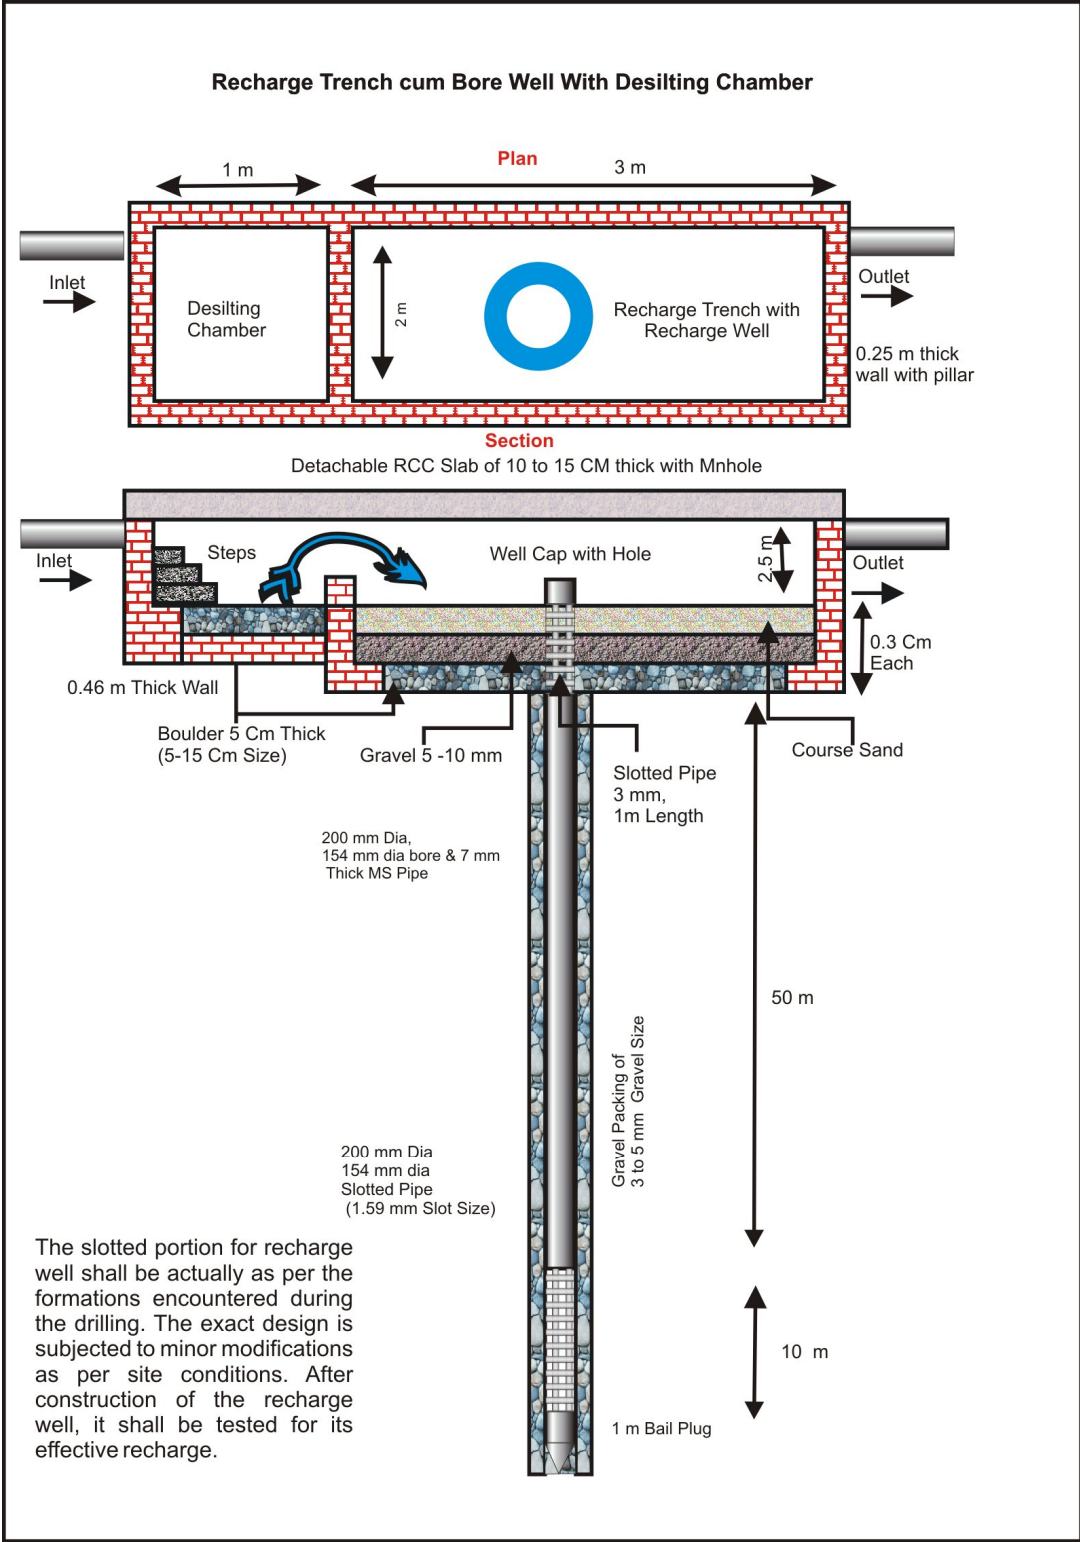 Recharge Trench cum Bore Well With Desilting Chamber
Plan
1 m
3 m
Inlet
Desilting
Chamber
2 m
Recharge Trench with
Recharge Well
Outlet
0.25 m thick
wall with pillar
Section
Detachable RCC Slab of 10 to 15 CM thick with Mnhole
Inlet
Steps
Well Cap with Hole
2.5 m
Outlet
0.3 Cm
Each
0.46 m Thick Wall
Boulder 5 Cm Thick
(5-15 Cm Size)
Gravel 5 -10 mm
Slotted Pipe
3 mm,
1m Length
Course Sand
200 mm Dia,
154 mm dia bore & 7 mm
Thick MS Pipe
50 m
Gravel Packing of
3 to 5 mm Gravel Size
200 mm Dia
154 mm dia
Slotted Pipe
(1.59 mm Slot Size)
The slotted portion for recharge
well shall be actually as per the
formations encountered during
the drilling. The exact design is
subjected to minor modifications
as per site conditions. After
construction of the recharge
well, it shall be tested for its
effective recharge.
10 m
1 m Bail Plug